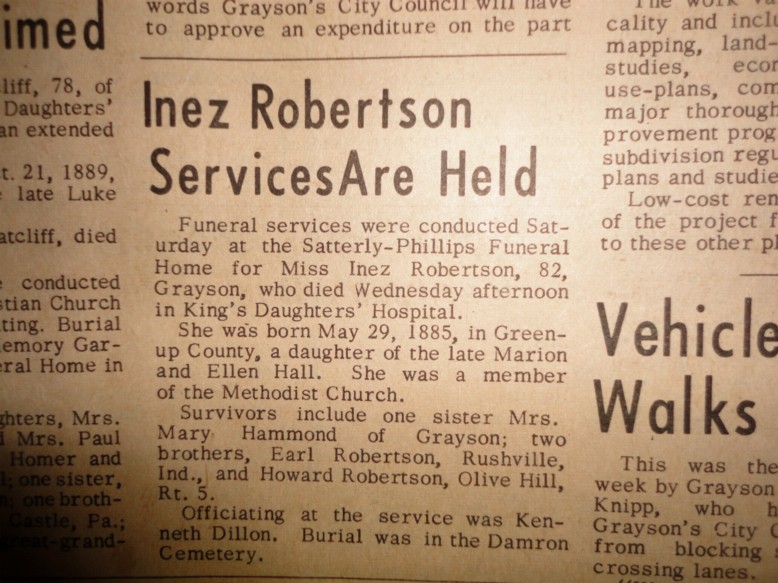 imed
liff, 78, of
Daughters'
an extended
t. 21, 1889,
late Luke
atcliff, died
conducted
stian Church
ting. Burial
emory Gar-
eral Home in
ghters, Mrs.
Mrs. Paul
Homer and
one sister,
one broth-
Castle, Pa.;
great-grand-
words Grayson's City Council will have
to approve an expenditure on the part
Inez Robertson
Services Are Held
Funeral services were conducted Sat-
urday at the Satterly-Phillips Funeral
Home for Miss Inez Robertson, 82,
Grayson, who died Wednesday afternoon
in King's Daughters' Hospital.
She was born May 29, 1885, in Green-
up County, a daughter of the late Marion
and Ellen Hall. She was a member
of the Methodist Church.
Survivors include one sister Mrs.
Mary Hammond of Grayson; two
brothers, Earl Robertson, Rushville,
Ind., and Howard Robertson, Olive Hill,
Rt. 5.
Officiating at the service was Ken-
neth Dillon. Burial was in the Damron
Cemetery.
The work
cality and incl
mapping, land-
studies, econ
use-plans, com
major thorough
provement prog
subdivision regu
plans and studie
Low-cost ren
of the project f
to these other pl
Vehicle
Walks
This was the
week by Grayson
Knipp, who h
Grayson's City C
from blocking s
crossing lanes.